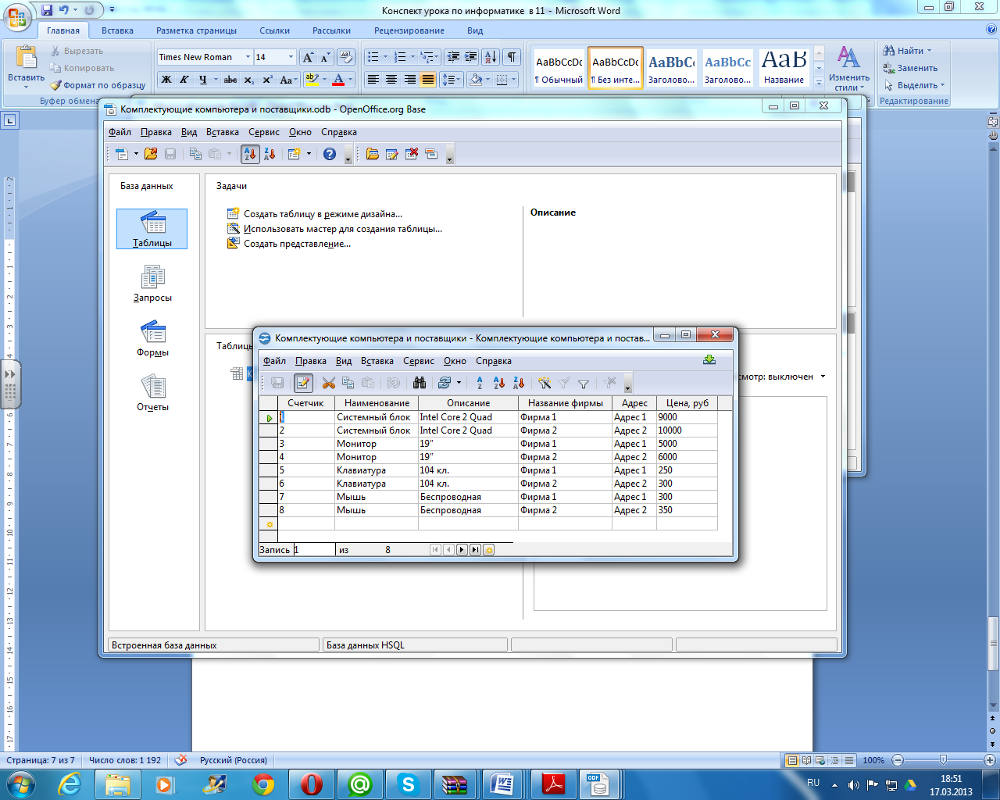 Конспект урока по информатике в 11 - Microsoft Word
Главная Вставка Разметка страницы Ссылки Рассылки Рецензирование Вид
Вставить
Вырезать
Копировать
Формат по образцу
Буфер обмена
Times New Roman 14
Ж К Ч abc x₂ x² Aa
AaBbCcDc AaBbCcDc AaBbCc AaBbCc AaB
¶ Обычный ¶ Без инте... Заголово... Заголово... Название
Изменить стили
Найти
Заменить
Выделить
Редактирование
Комплектующие компьютера и поставщики.odb - OpenOffice.org Base
Файл Правка Вид Вставка Сервис Окно Справка
База данных
Таблицы
Запросы
Формы
Отчеты
Задачи
Создать таблицу в режиме дизайна...
Использовать мастер для создания таблицы...
Создать представление...
Описание
Таблицы
смотр: выключен
Комплектующие компьютера и поставщики - Комплектующие компьютера и постав...
Файл Правка Вид Вставка Сервис Окно Справка
Счетчик Наименование Описание Название фирмы Адрес Цена, руб
1 Системный блок Intel Core 2 Quad Фирма 1 Адрес 1 9000
2 Системный блок Intel Core 2 Quad Фирма 2 Адрес 2 10000
3 Монитор 19" Фирма 1 Адрес 1 5000
4 Монитор 19" Фирма 2 Адрес 2 6000
5 Клавиатура 104 кл. Фирма 1 Адрес 1 250
6 Клавиатура 104 кл. Фирма 2 Адрес 2 300
7 Мышь Беспроводная Фирма 1 Адрес 1 300
8 Мышь Беспроводная Фирма 2 Адрес 2 350
Запись 1 из 8
Встроенная база данных База данных HSQL
Страница: 7 из 7 Число слов: 1 192 Русский (Россия) 100%
RU 18:51
17.03.2013